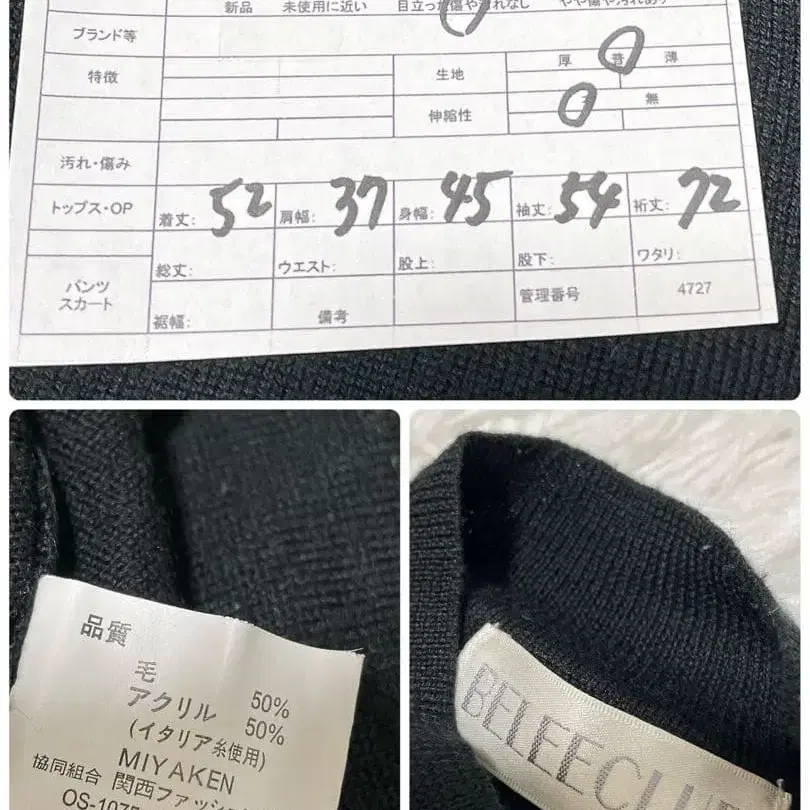 新品 未使用に近い 目立った傷や汚れなし やや傷や汚れあり
ブランド等
特徴 生地 厚 普 薄
伸縮性 無
汚れ・傷み
トップス・OP 着丈: 52 肩幅: 37 身幅: 45 袖丈: 54 裄丈: 72
総丈: ウエスト: 股上: 股下: ワタリ:
パンツ
スカート
裾幅: 備考 管理番号 4727
品質
毛 50%
アクリル 50%
(イタリア糸使用)
MIYAKEN
協同組合 関西ファッショ
OS-107
BELEECH